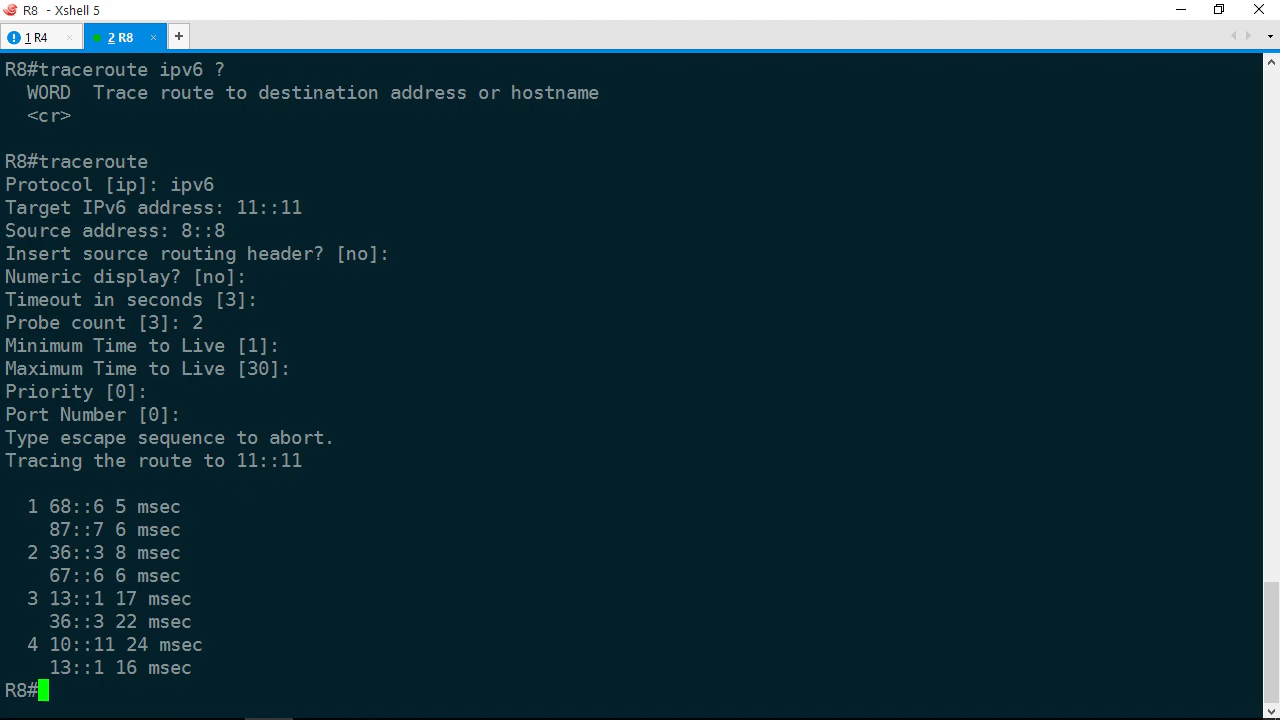 R8 - Xshell 5
1 R4 × 2 R8 × +
R8#traceroute ipv6 ?
WORD Trace route to destination address or hostname
<cr>
R8#traceroute
Protocol [ip]: ipv6
Target IPv6 address: 11::11
Source address: 8::8
Insert source routing header? [no]:
Numeric display? [no]:
Timeout in seconds [3]:
Probe count [3]: 2
Minimum Time to Live [1]:
Maximum Time to Live [30]:
Priority [0]:
Port Number [0]:
Type escape sequence to abort.
Tracing the route to 11::11
1 68::6 5 msec
87::7 6 msec
2 36::3 8 msec
67::6 6 msec
3 13::1 17 msec
36::3 22 msec
4 10::11 24 msec
13::1 16 msec
R8#